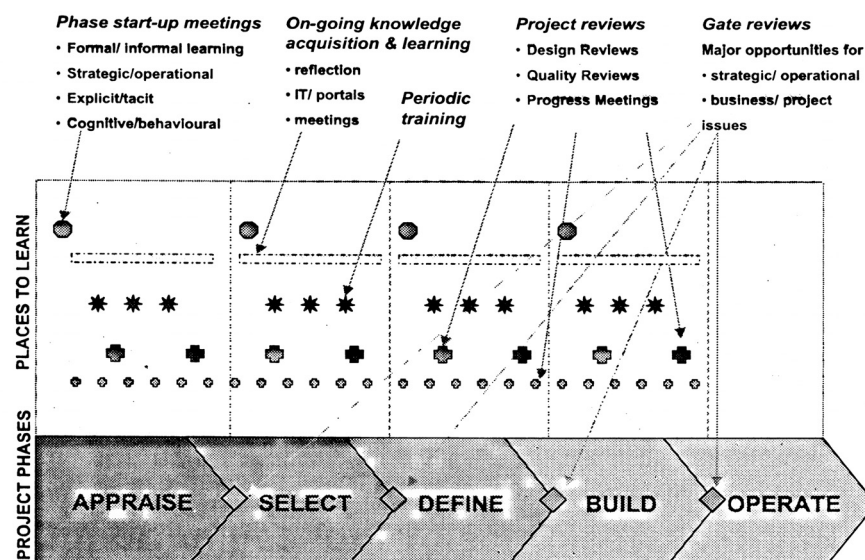 Phase start-up meetings
• Formal/ informal learning
• Strategic/operational
• Explicit/tacit
• Cognitive/behavioural
On-going knowledge
acquisition & learning
• reflection
• IT/ portals
• meetings
Periodic
training
Project reviews
• Design Reviews
• Quality Reviews
• Progress Meetings
Gate reviews
Major opportunities for
• strategic/ operational
• business/ project
issues
PLACES TO LEARN
PROJECT PHASES
APPRAISE
SELECT
DEFINE
BUILD
OPERATE